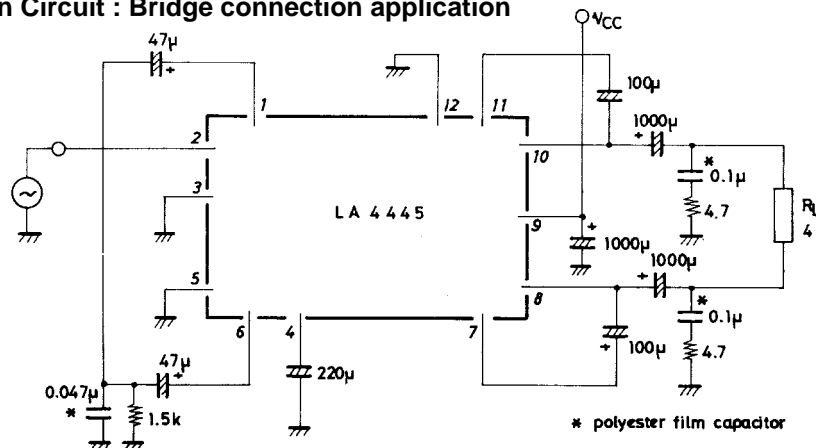 n Circuit : Bridge connection application
47μ
+
VCC
1
12
11
100μ
1000μ
+
2
10
*
0.1μ
3
4.7
LA4445
RL
4
9
+
1000μ
1000μ
+
5
8
*
0.1μ
6
4
7
+
100μ
4.7
47μ
+
220μ
0.047μ
*
1.5k
* polyester film capacitor